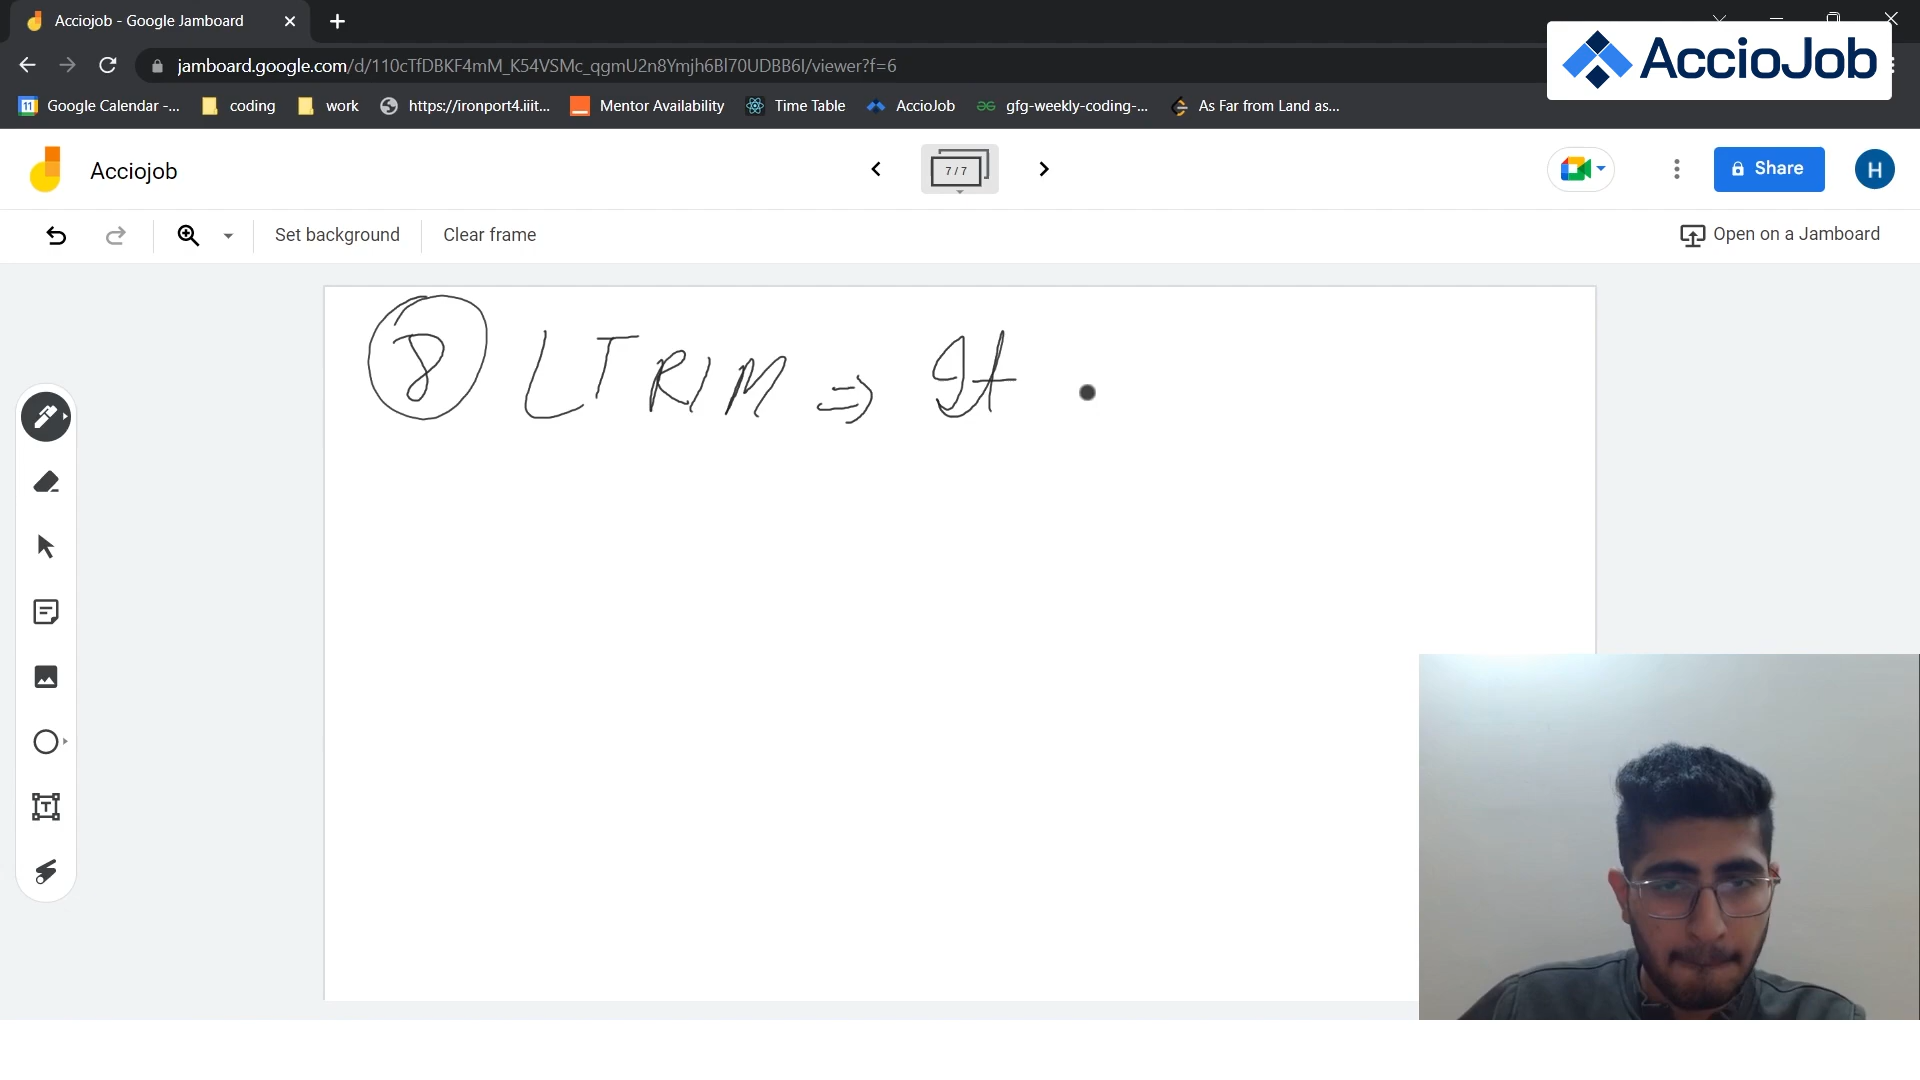 Acciojob - Google Jamboard
jamboard.google.com/d/110cTfDBKF4mM_K54VSMc_qgmU2n8Ymjh6Bl70UDBB6I/viewer?f=6
AccioJob
11 Google Calendar -... coding work https://ironport4.iiit... Mentor Availability Time Table AccioJob gfg-weekly-coding-... As Far from Land as...
Acciojob 7 / 7 Share H
Set background Clear frame Open on a Jamboard
8 LTRIM => It